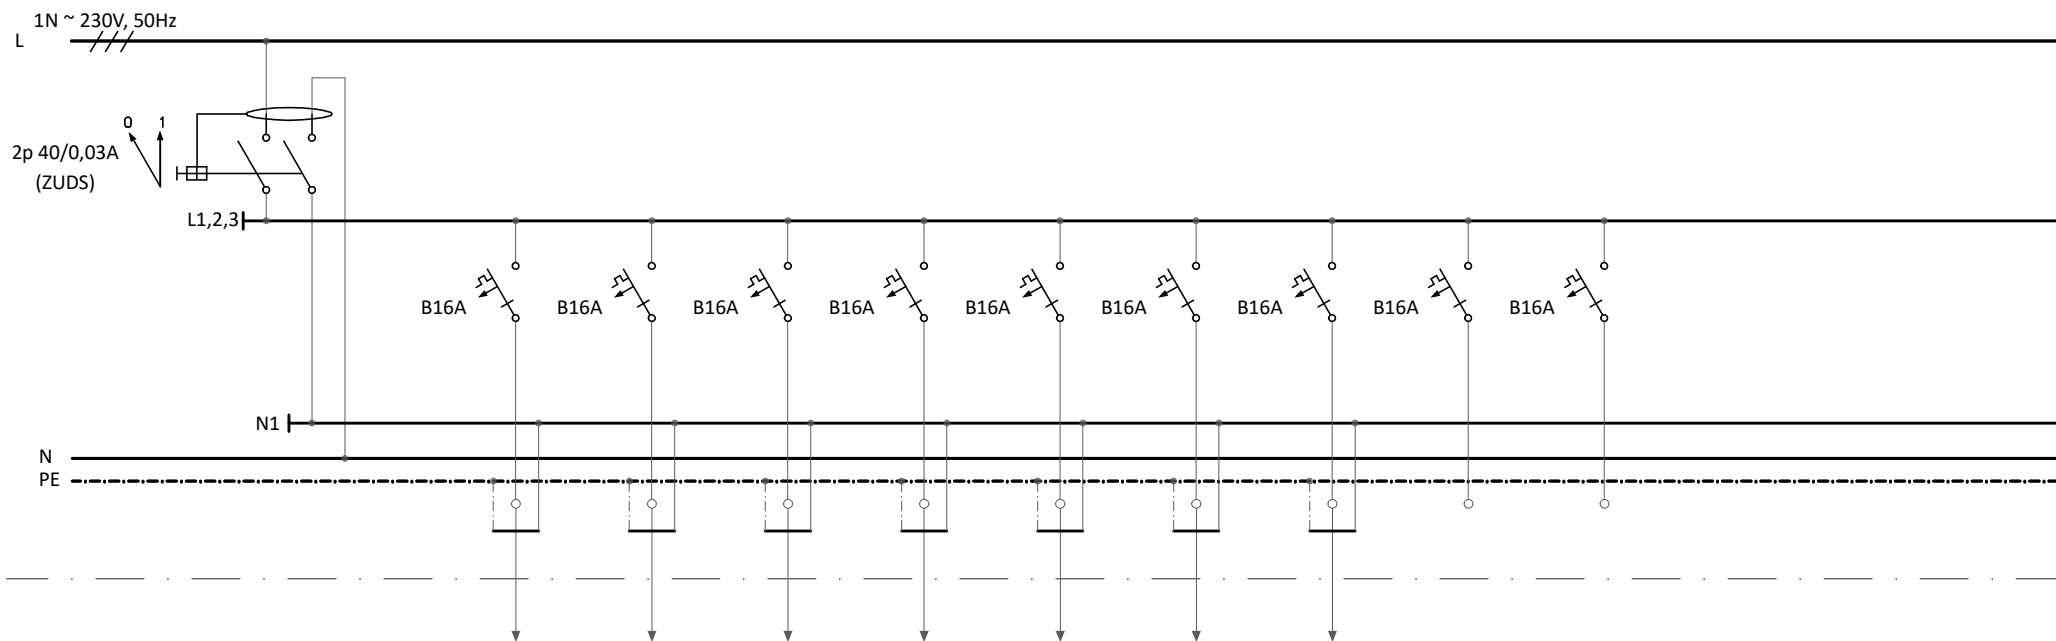 1N ~ 230V, 50Hz
L
0 1
2p 40/0,03A
(ZUDS)
L1,2,3
B16A B16A B16A B16A B16A B16A B16A B16A B16A
N1
N
PE